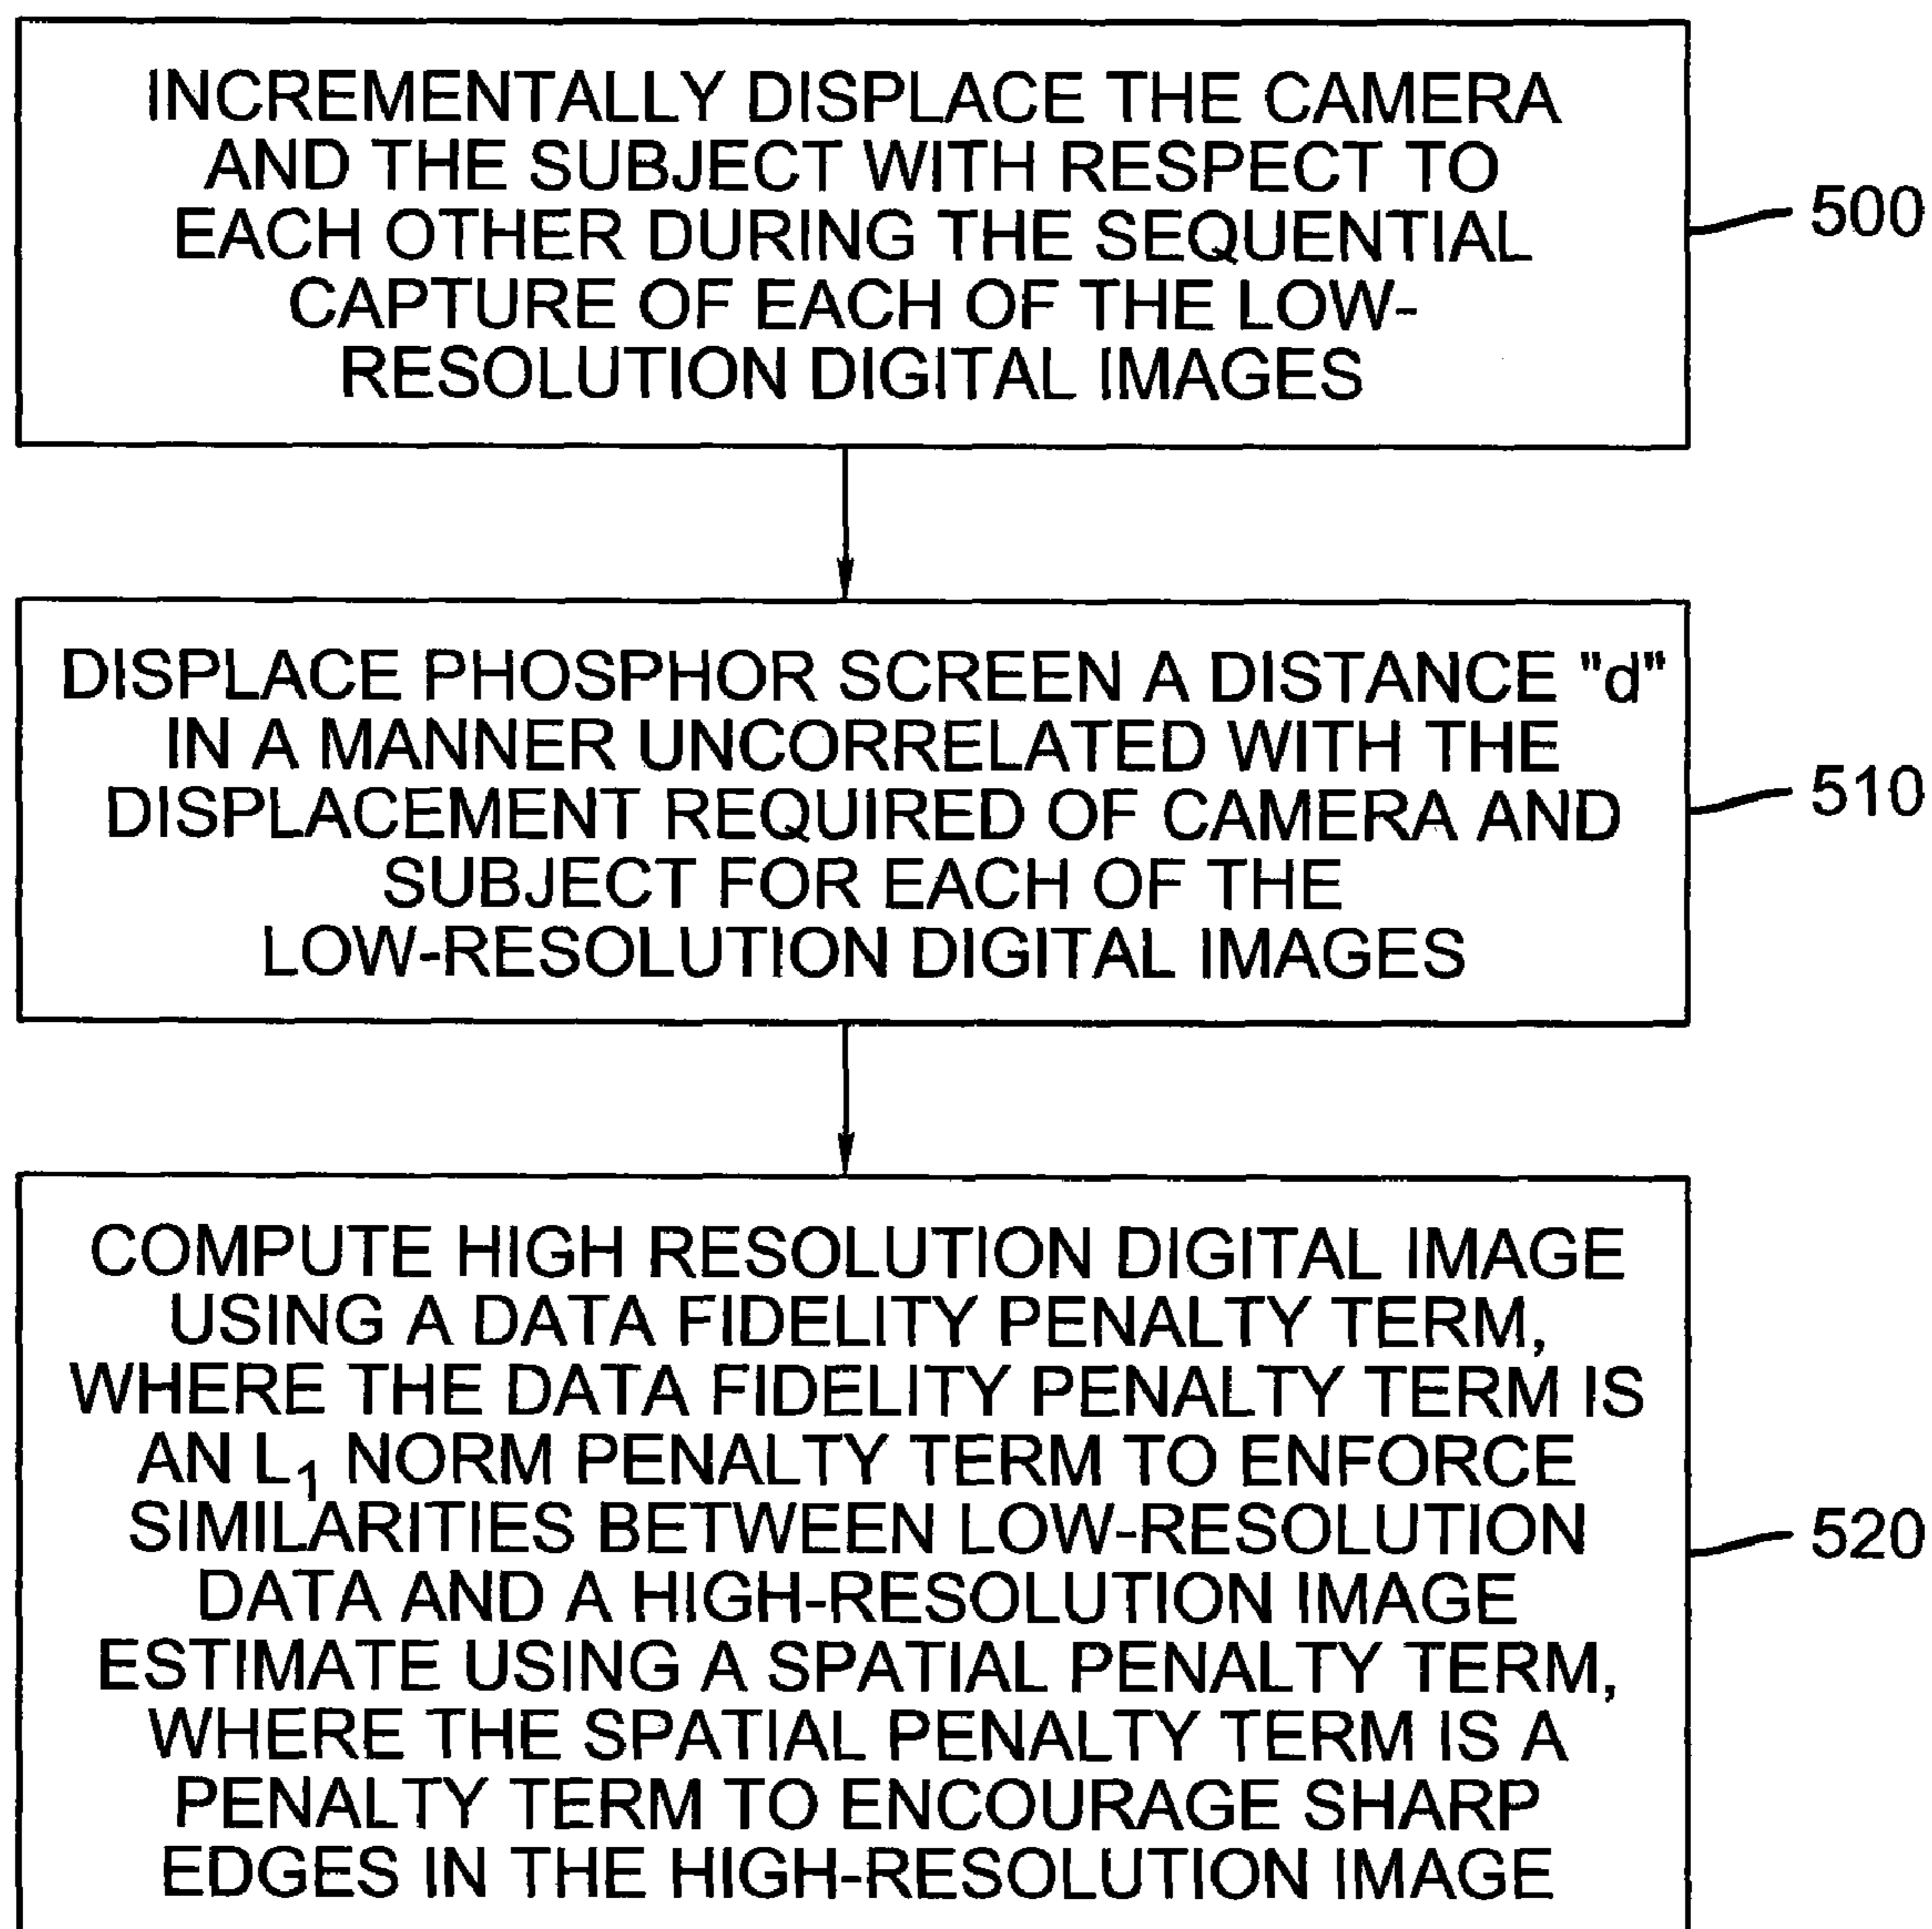 INCREMENTALLY DISPLACE THE CAMERA
AND THE SUBJECT WITH RESPECT TO
EACH OTHER DURING THE SEQUENTIAL
CAPTURE OF EACH OF THE LOW-
RESOLUTION DIGITAL IMAGES
500
DISPLACE PHOSPHOR SCREEN A DISTANCE "d"
IN A MANNER UNCORRELATED WITH THE
DISPLACEMENT REQUIRED OF CAMERA AND
SUBJECT FOR EACH OF THE
LOW-RESOLUTION DIGITAL IMAGES
510
COMPUTE HIGH RESOLUTION DIGITAL IMAGE
USING A DATA FIDELITY PENALTY TERM,
WHERE THE DATA FIDELITY PENALTY TERM IS
AN L₁ NORM PENALTY TERM TO ENFORCE
SIMILARITIES BETWEEN LOW-RESOLUTION
DATA AND A HIGH-RESOLUTION IMAGE
ESTIMATE USING A SPATIAL PENALTY TERM,
WHERE THE SPATIAL PENALTY TERM IS A
PENALTY TERM TO ENCOURAGE SHARP
EDGES IN THE HIGH-RESOLUTION IMAGE
520